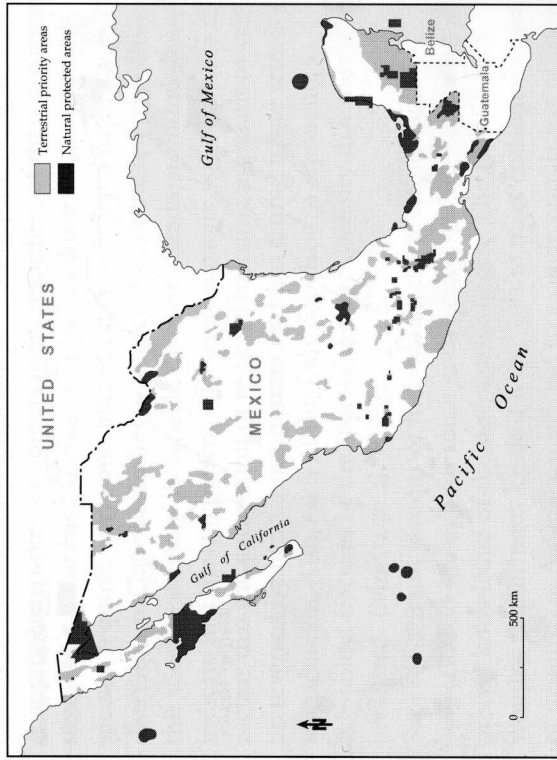 Terrestrial priority areas
Natural protected areas
UNITED STATES
Gulf of Mexico
MEXICO
Gulf of California
Belize
Guatemala
Pacific Ocean
N
0 500 km